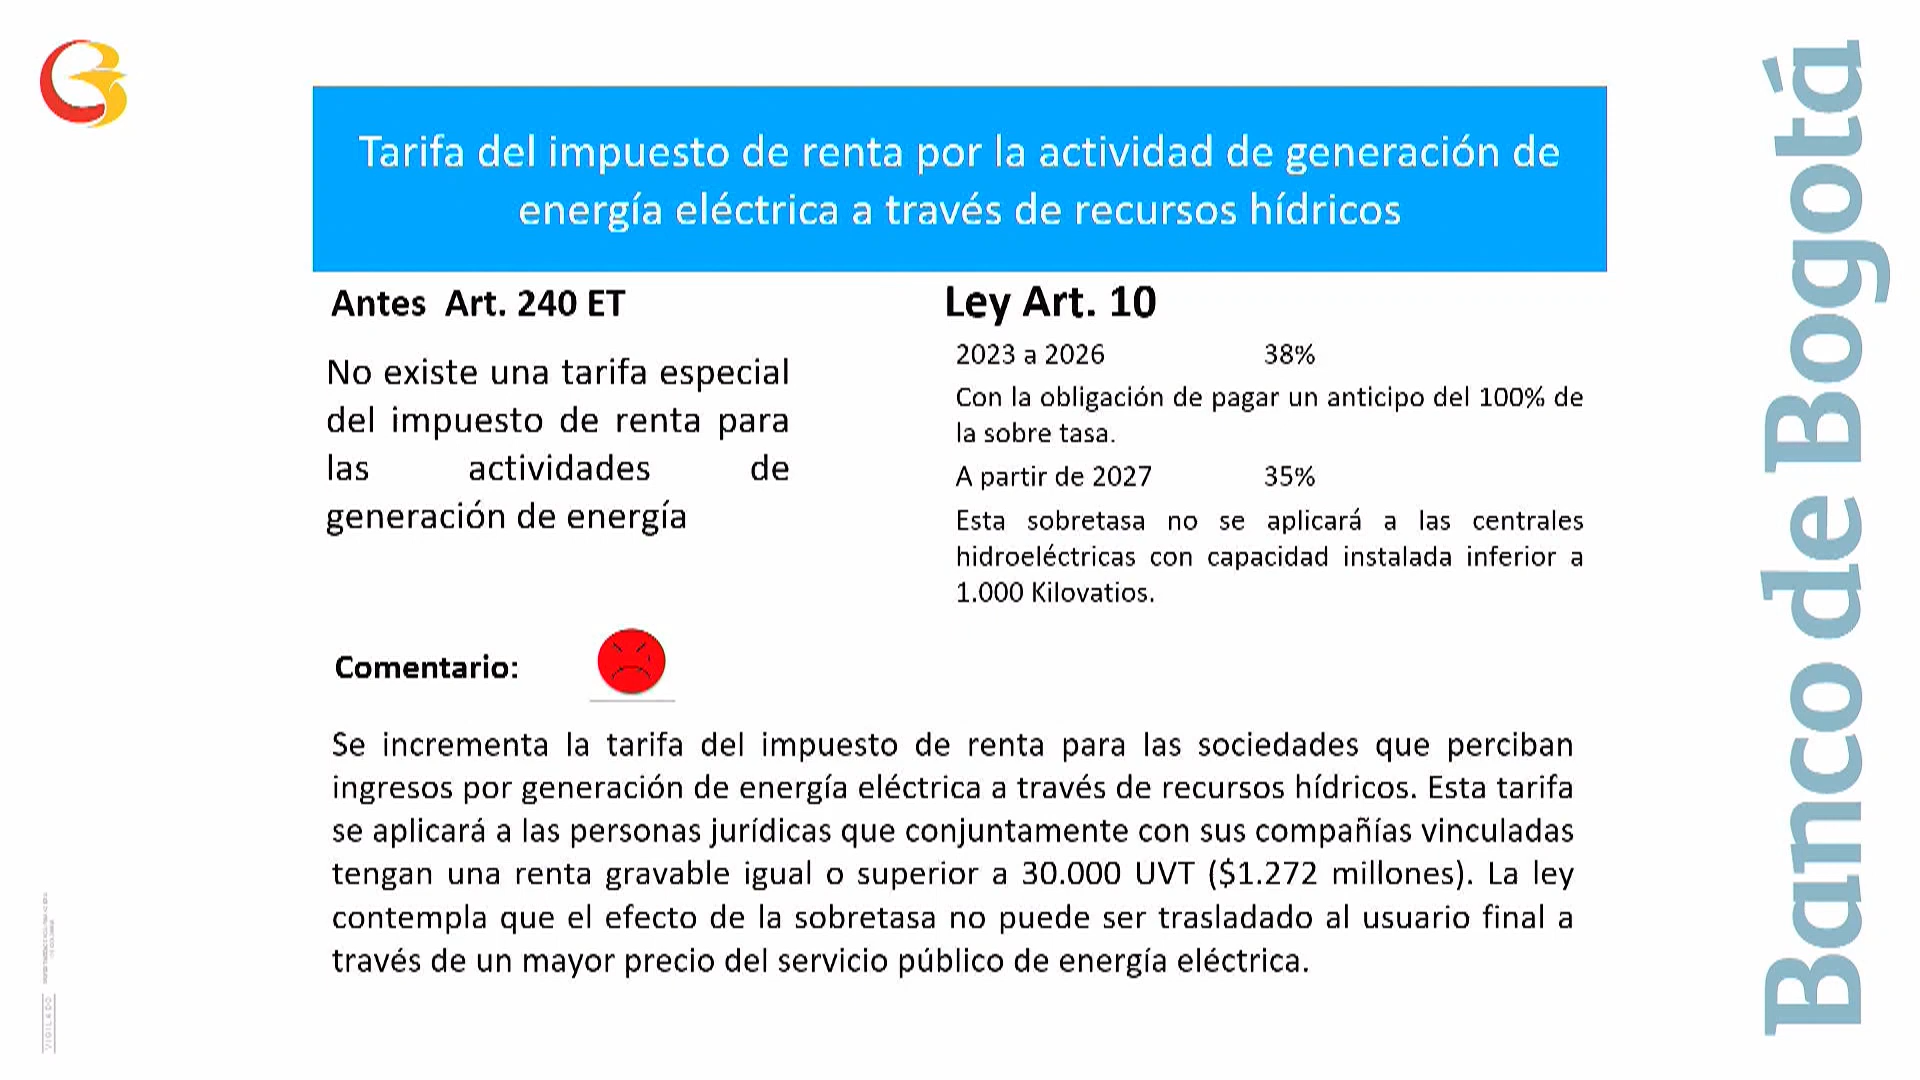 Tarifa del impuesto de renta por la actividad de generación de
energía eléctrica a través de recursos hídricos
Antes Art. 240 ET
No existe una tarifa especial
del impuesto de renta para
las actividades de
generación de energía
Ley Art. 10
2023 a 2026 38%
Con la obligación de pagar un anticipo del 100% de
la sobre tasa.
A partir de 2027 35%
Esta sobretasa no se aplicará a las centrales
hidroeléctricas con capacidad instalada inferior a
1.000 Kilovatios.
Comentario:
Se incrementa la tarifa del impuesto de renta para las sociedades que perciban
ingresos por generación de energía eléctrica a través de recursos hídricos. Esta tarifa
se aplicará a las personas jurídicas que conjuntamente con sus compañías vinculadas
tengan una renta gravable igual o superior a 30.000 UVT ($1.272 millones). La ley
contempla que el efecto de la sobretasa no puede ser trasladado al usuario final a
través de un mayor precio del servicio público de energía eléctrica.
Banco de Bogotá
VIGILADO